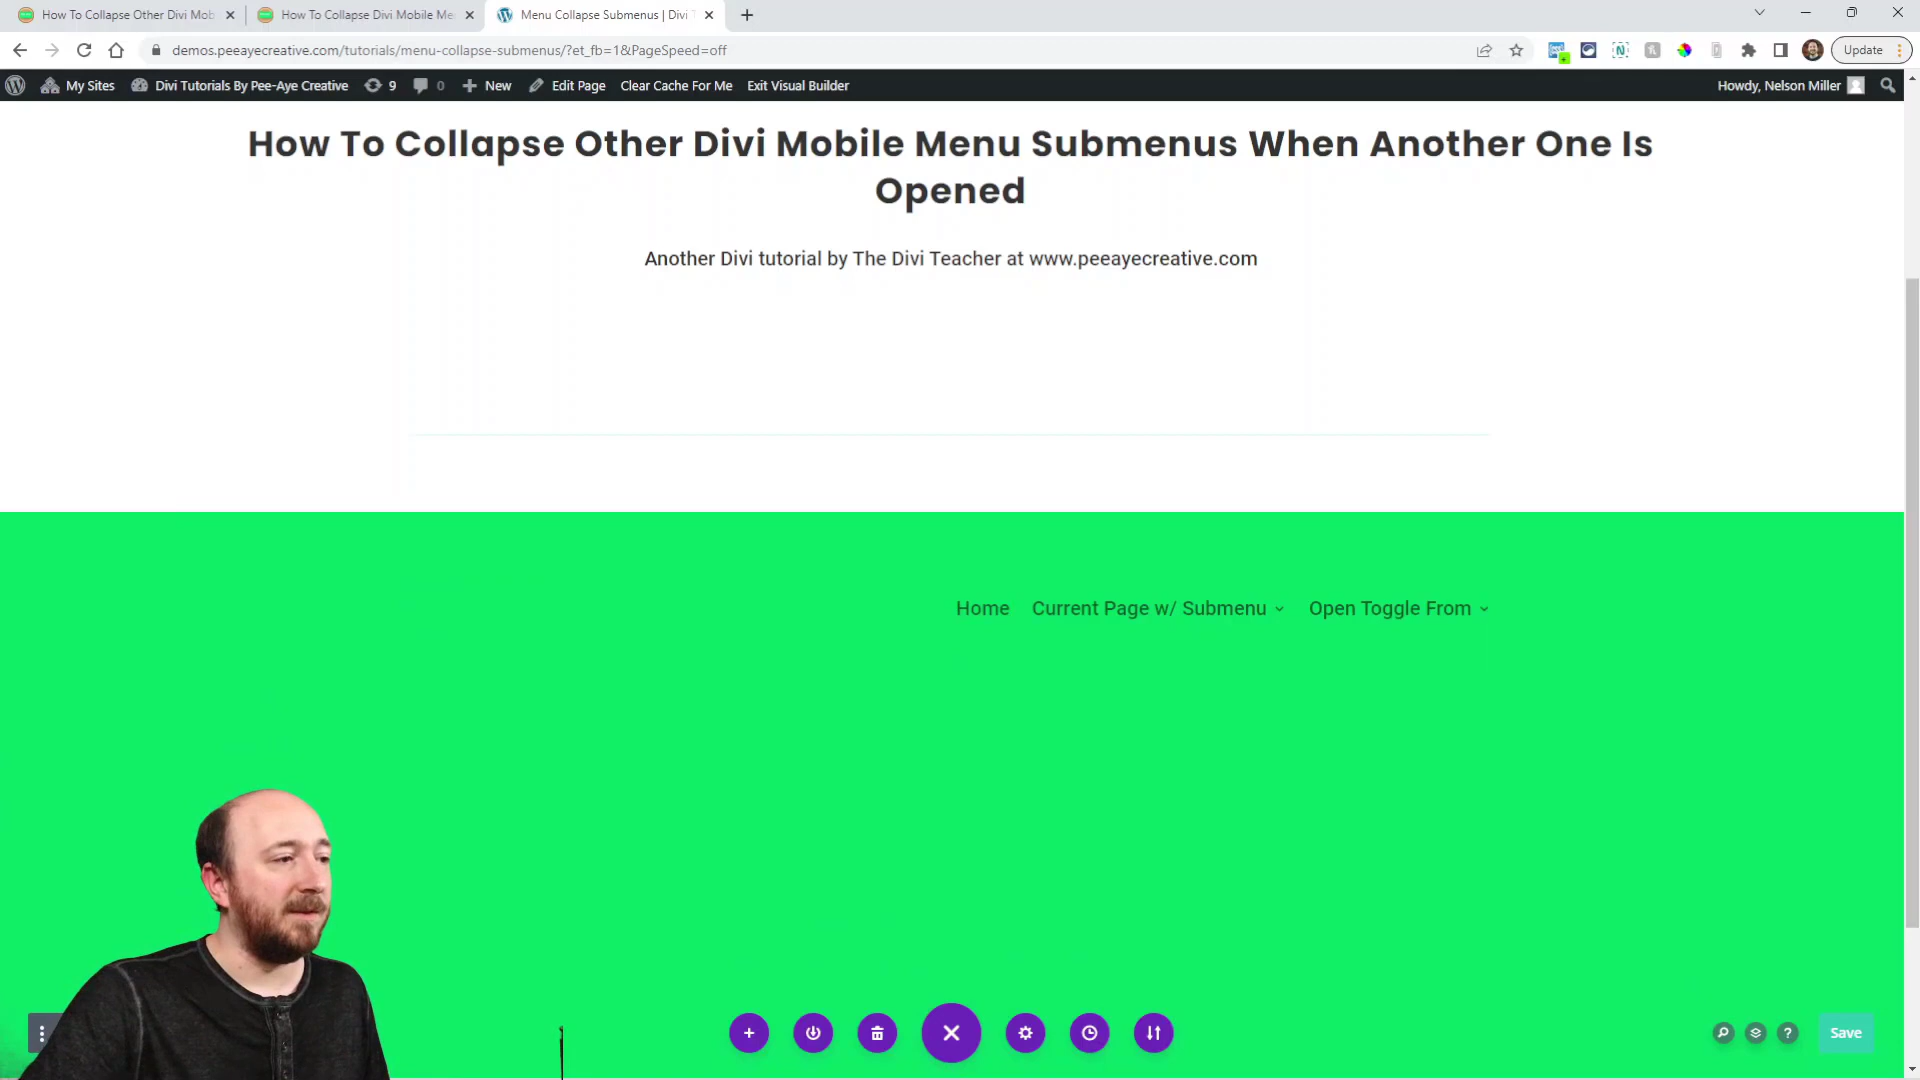 How To Collapse Other Divi Mob
How To Collapse Divi Mobile Me
Menu Collapse Submenus | Divi T
demos.peeayecreative.com/tutorials/menu-collapse-submenus/?et_fb=1&PageSpeed=off
Update
My Sites
Divi Tutorials By Pee-Aye Creative
9
0
New
Edit Page
Clear Cache For Me
Exit Visual Builder
Howdy, Nelson Miller
How To Collapse Other Divi Mobile Menu Submenus When Another One Is
Opened
Another Divi tutorial by The Divi Teacher at www.peeayecreative.com
Home
Current Page w/ Submenu
Open Toggle From
Save